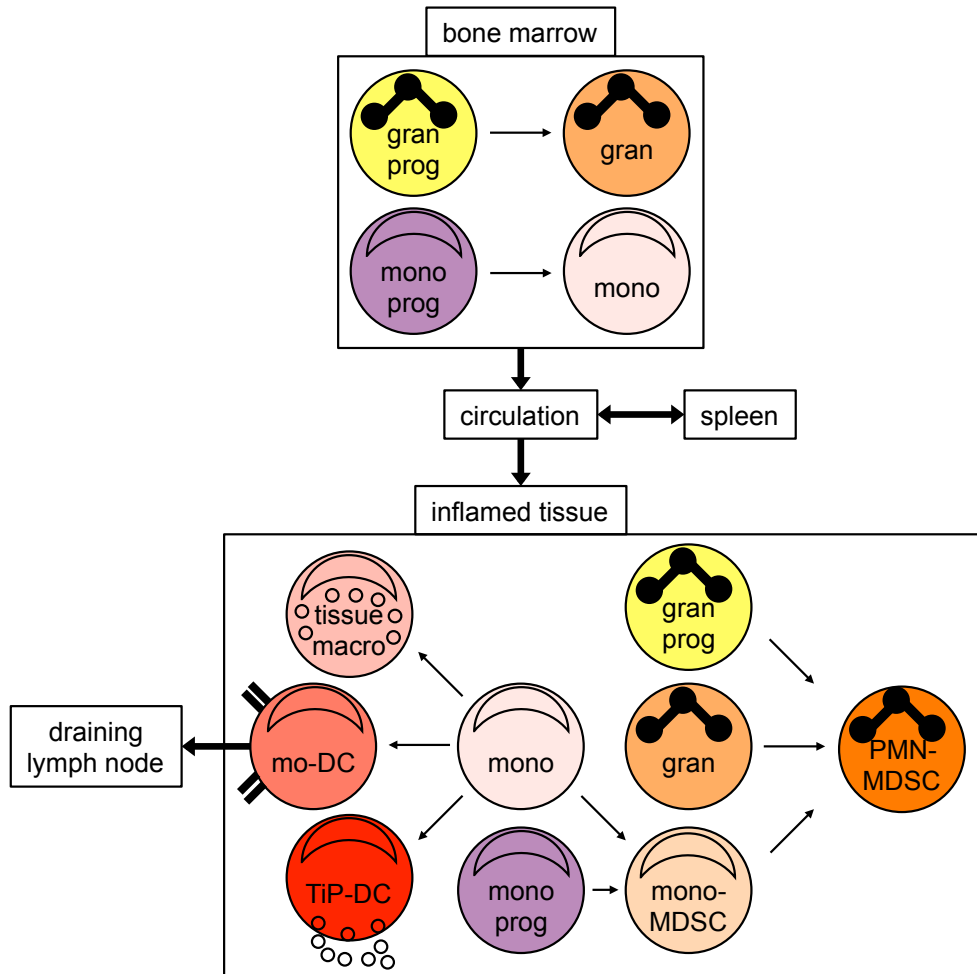 bone marrow
gran
prog
gran
mono
prog
mono
circulation
spleen
inflamed tissue
tissue
macro
gran
prog
draining
lymph node
mo-DC
mono
gran
PMN-
MDSC
TiP-DC
mono
prog
mono-
MDSC